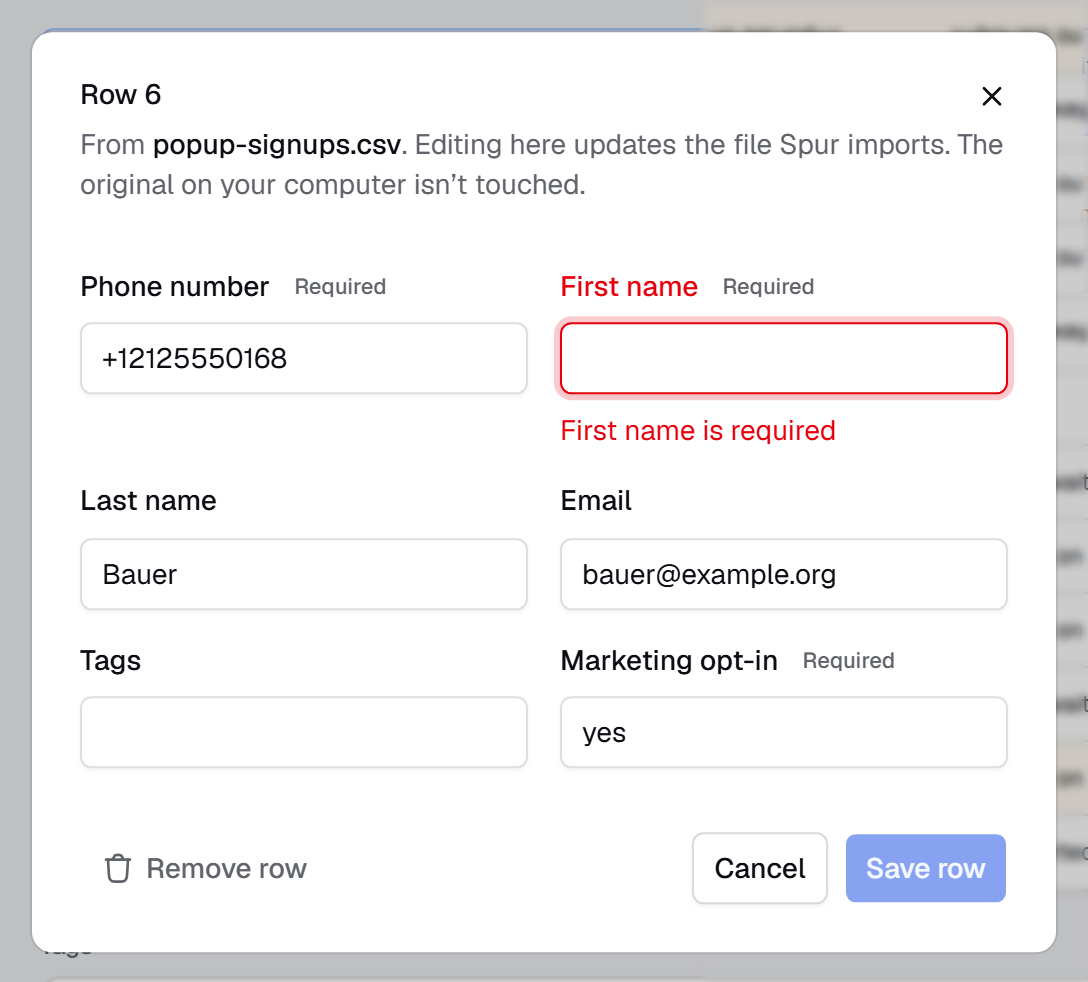 Row 6
From popup-signups.csv. Editing here updates the file Spur imports. The
original on your computer isn’t touched.
Phone number Required
+12125550168
First name Required
First name is required
Last name
Bauer
Email
bauer@example.org
Tags
Marketing opt-in Required
yes
Remove row
Cancel
Save row